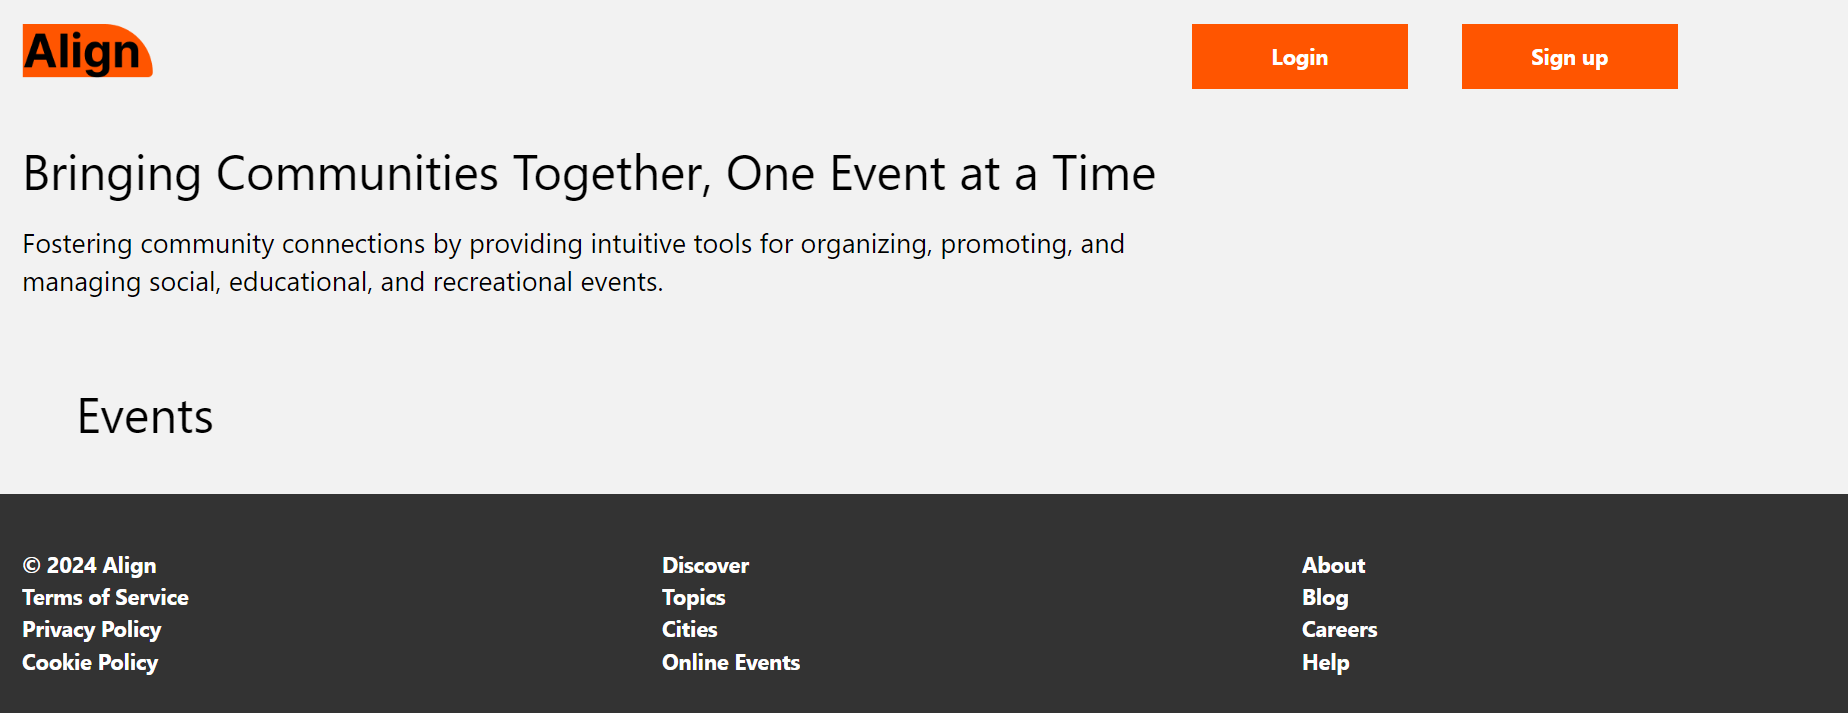 Align
Login
Sign up
Bringing Communities Together, One Event at a Time
Fostering community connections by providing intuitive tools for organizing, promoting, and
managing social, educational, and recreational events.
Events
© 2024 Align
Terms of Service
Privacy Policy
Cookie Policy
Discover
Topics
Cities
Online Events
About
Blog
Careers
Help